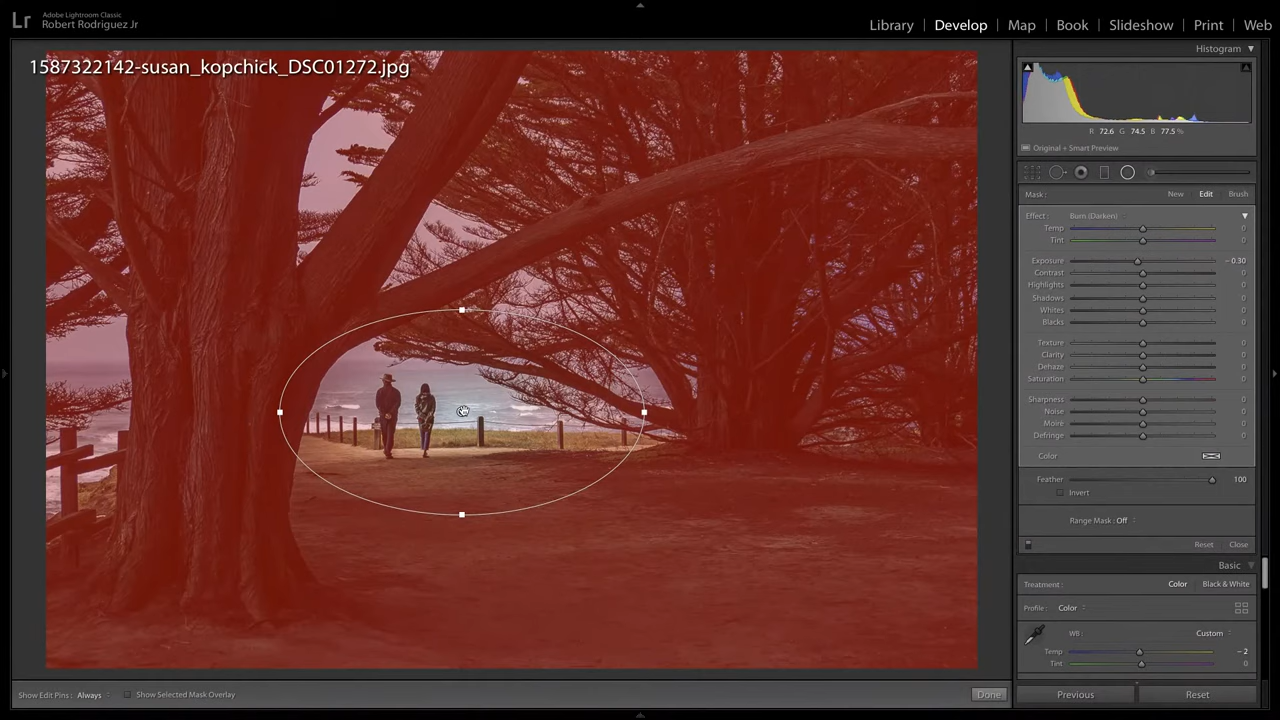 Lr
Adobe Lightroom Classic
Robert Rodriguez Jr
Library | Develop | Map | Book | Slideshow | Print | Web
1587322142-susan_kopchick_DSC01272.jpg
Histogram
R 72.6 G 74.5 B 77.5 %
Original + Smart Preview
Mask : New Edit Brush
Effect : Burn (Darken)
Temp 0
Tint 0
Exposure − 0.30
Contrast 0
Highlights 0
Shadows 0
Whites 0
Blacks 0
Texture 0
Clarity 0
Dehaze 0
Saturation 0
Sharpness 0
Noise 0
Moiré 0
Defringe 0
Color
Feather 100
Invert
Range Mask : Off
Reset Close
Basic
Treatment : Color Black & White
Profile : Color
WB : Custom
Temp − 2
Tint 0
Show Edit Pins : Always Show Selected Mask Overlay Done
Previous Reset